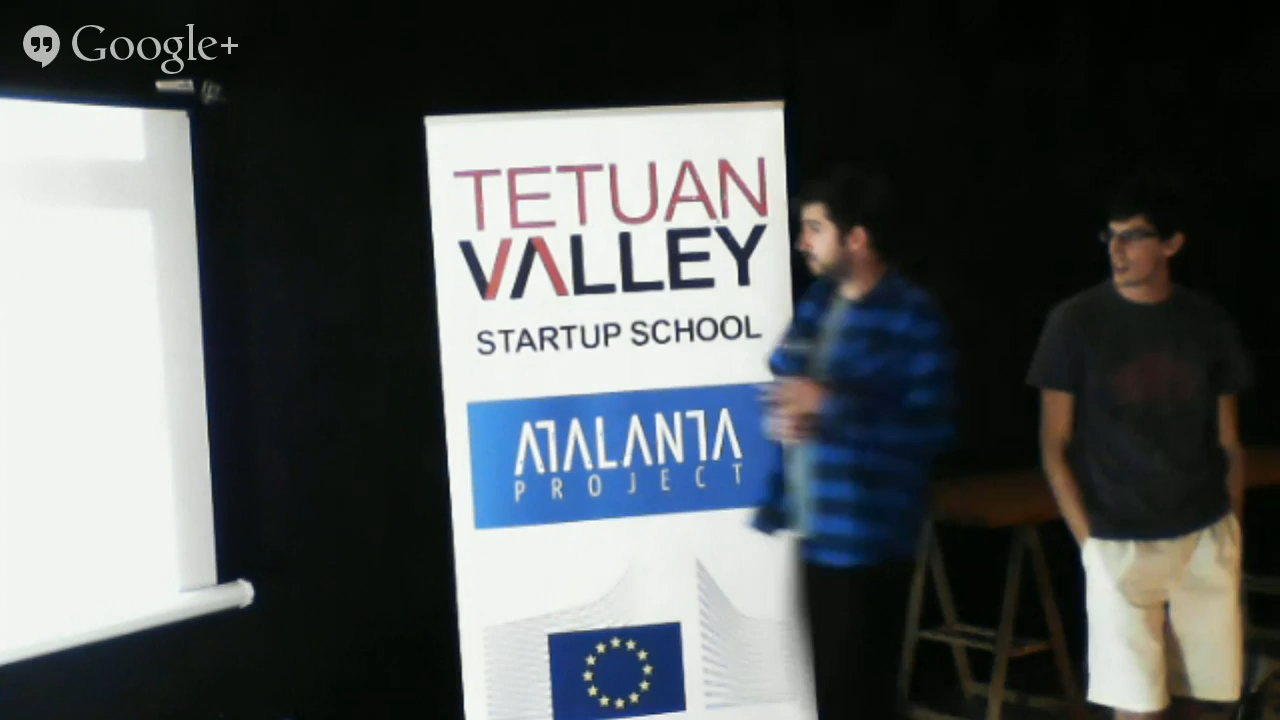 Google+
TETUAN
VALLEY
STARTUP SCHOOL
ATALANTA
PROJECT